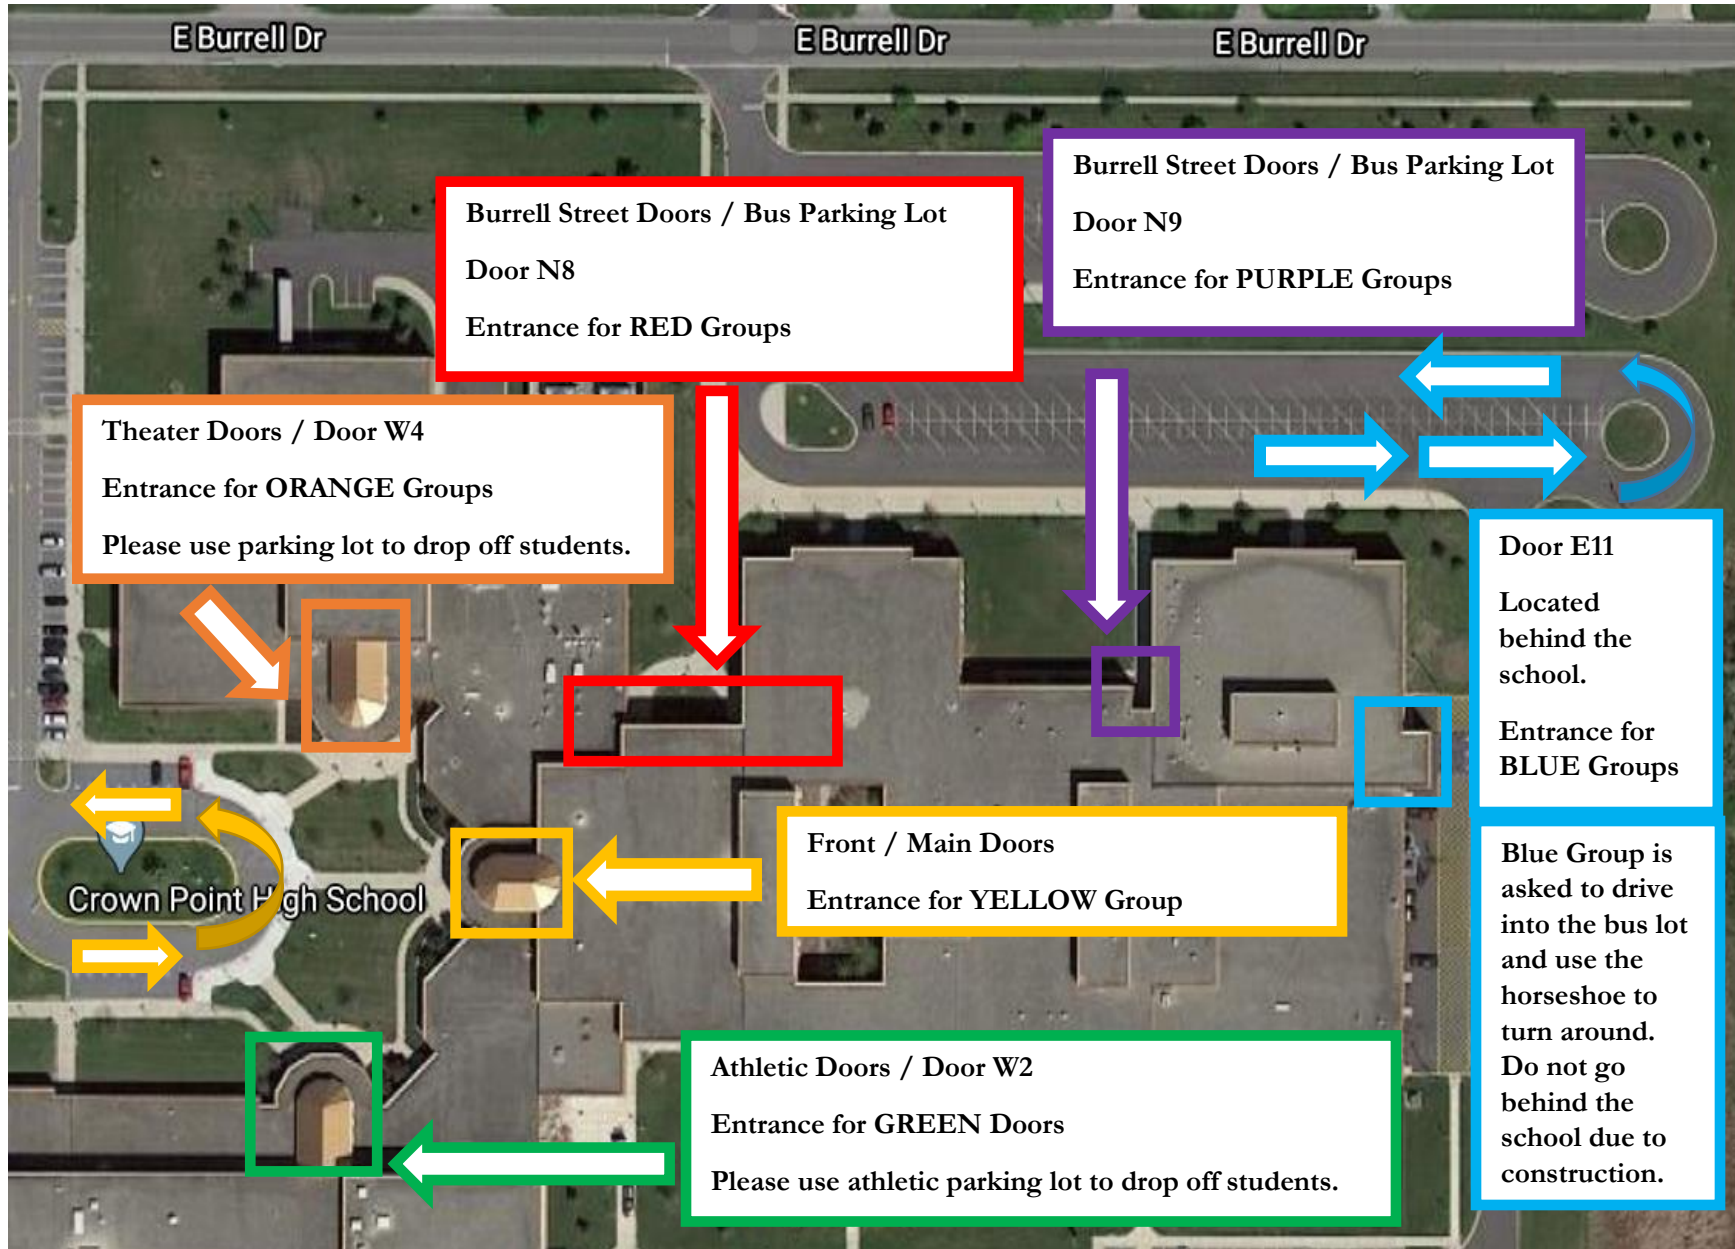 E Burrell Dr
E Burrell Dr
E Burrell Dr
Burrell Street Doors / Bus Parking Lot
Door N9
Entrance for PURPLE Groups
Burrell Street Doors / Bus Parking Lot
Door N8
Entrance for RED Groups
Theater Doors / Door W4
Entrance for ORANGE Groups
Please use parking lot to drop off students.
Door E11
Located
behind the
school.
Entrance for
BLUE Groups
Front / Main Doors
Entrance for YELLOW Group
Crown Point High School
Blue Group is
asked to drive
into the bus lot
and use the
horseshoe to
turn around.
Do not go
behind the
school due to
construction.
Athletic Doors / Door W2
Entrance for GREEN Doors
Please use athletic parking lot to drop off students.